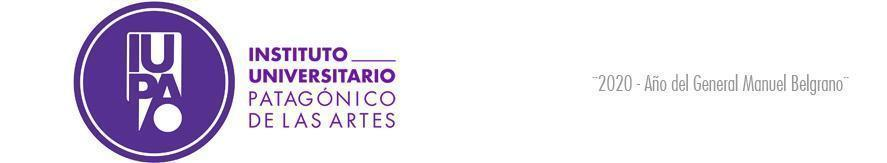 IU
PA
INSTITUTO
UNIVERSITARIO
PATAGÓNICO
DE LAS ARTES
¨2020 - Año del General Manuel Belgrano¨